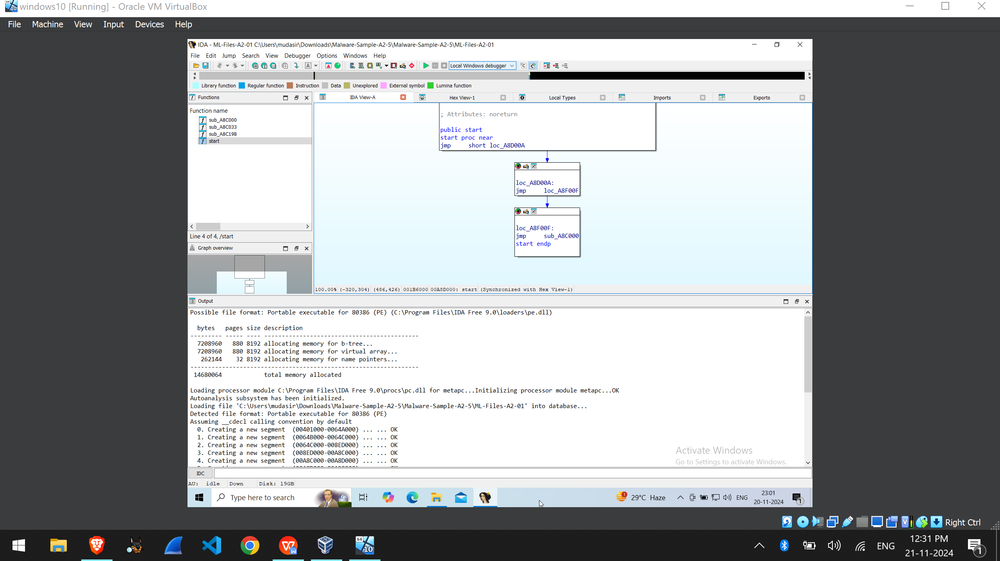 windows10 [Running] - Oracle VM VirtualBox
File Machine View Input Devices Help
IDA - ML-Files-A2-01 C:\Users\mudasir\Downloads\Malware-Sample-A2-5\Malware-Sample-A2-5\ML-Files-A2-01
File Edit Jump Search View Debugger Options Windows Help
Local Windows debugger
Library function Regular function Instruction Data Unexplored External symbol Lumina function
Functions
IDA View-A Hex View-1 Local Types Imports Exports
Function name
sub_A8C000
sub_A8C033
sub_A8C19B
start
Line 4 of 4, /start
Graph overview
; Attributes: noreturn
public start
start proc near
jmp short loc_A8D00A
loc_A8D00A:
jmp loc_A8F00F
loc_A8F00F:
jmp sub_A8C000
start endp
100.00% (-320,304) (486,426) 001B6000 00A8D000: start (Synchronized with Hex View-1)
Output
Possible file format: Portable executable for 80386 (PE) (C:\Program Files\IDA Free 9.0\loaders\pe.dll)
bytes pages size description
--------- ----- ---- --------------------------------------------
7208960 880 8192 allocating memory for b-tree...
7208960 880 8192 allocating memory for virtual array...
262144 32 8192 allocating memory for name pointers...
-----------------------------------------------------------------
14680064 total memory allocated
Loading processor module C:\Program Files\IDA Free 9.0\procs\pc.dll for metapc...Initializing processor module metapc...OK
Autoanalysis subsystem has been initialized.
Loading file 'C:\Users\mudasir\Downloads\Malware-Sample-A2-5\Malware-Sample-A2-5\ML-Files-A2-01' into database...
Detected file format: Portable executable for 80386 (PE)
Assuming __cdecl calling convention by default
0. Creating a new segment (00401000-0064A000) ... ... OK
1. Creating a new segment (0064B000-0064C000) ... ... OK
2. Creating a new segment (0064C000-008ED000) ... ... OK
3. Creating a new segment (008ED000-00A8C000) ... ... OK
4. Creating a new segment (00A8C000-00A8D000) ... ... OK
Activate Windows
Go to Settings to activate Windows.
IDC
AU: idle Down Disk: 19GB
Type here to search
1
29°C Haze
ENG
23:01
20-11-2024
1
Right Ctrl
64
10
ENG
12:31 PM
21-11-2024
1